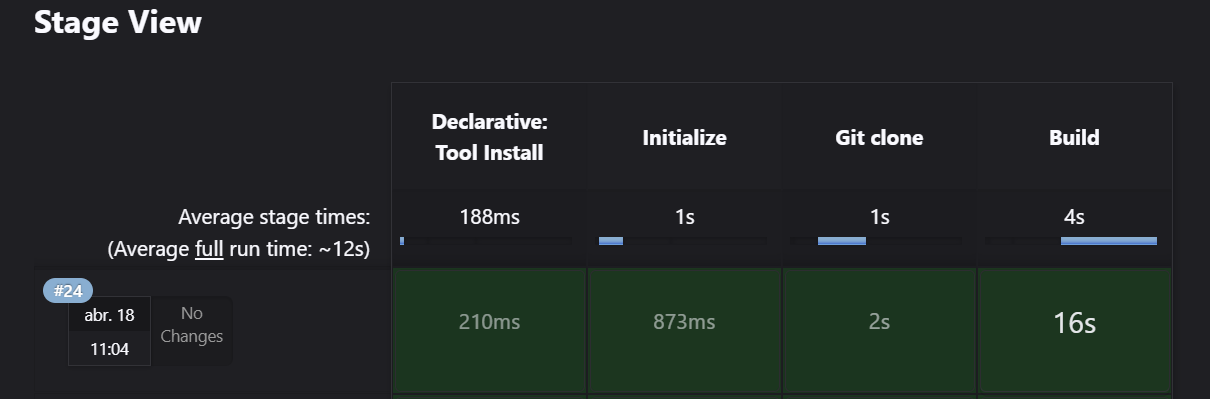 Stage View
Declarative:
Tool Install
Initialize
Git clone
Build
Average stage times:
(Average full run time: ~12s)
188ms
1s
1s
4s
#24
abr. 18
11:04
No
Changes
210ms
873ms
2s
16s